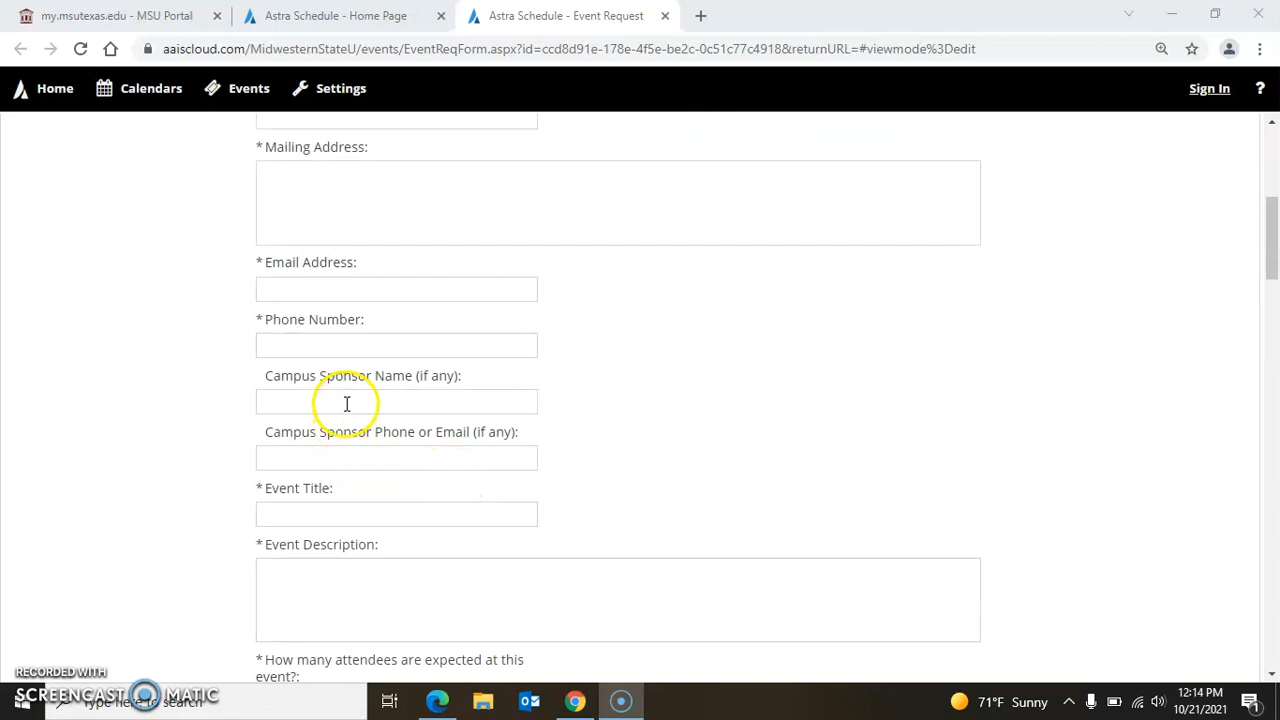 my.msutexas.edu - MSU Portal
Astra Schedule - Home Page
Astra Schedule - Event Request
aaiscloud.com/MidwesternStateU/events/EventReqForm.aspx?id=ccd8d91e-178e-4f5e-be2c-0c51c77c4918&returnURL=#viewmode%3Dedit
Home
Calendars
Events
Settings
Sign In
?
* Mailing Address:
* Email Address:
* Phone Number:
Campus Sponsor Name (if any):
Campus Sponsor Phone or Email (if any):
* Event Title:
* Event Description:
* How many attendees are expected at this
event?:
RECORDED WITH
SCREENCAST MATIC
Type here to search
71°F Sunny
12:14 PM
10/21/2021
1